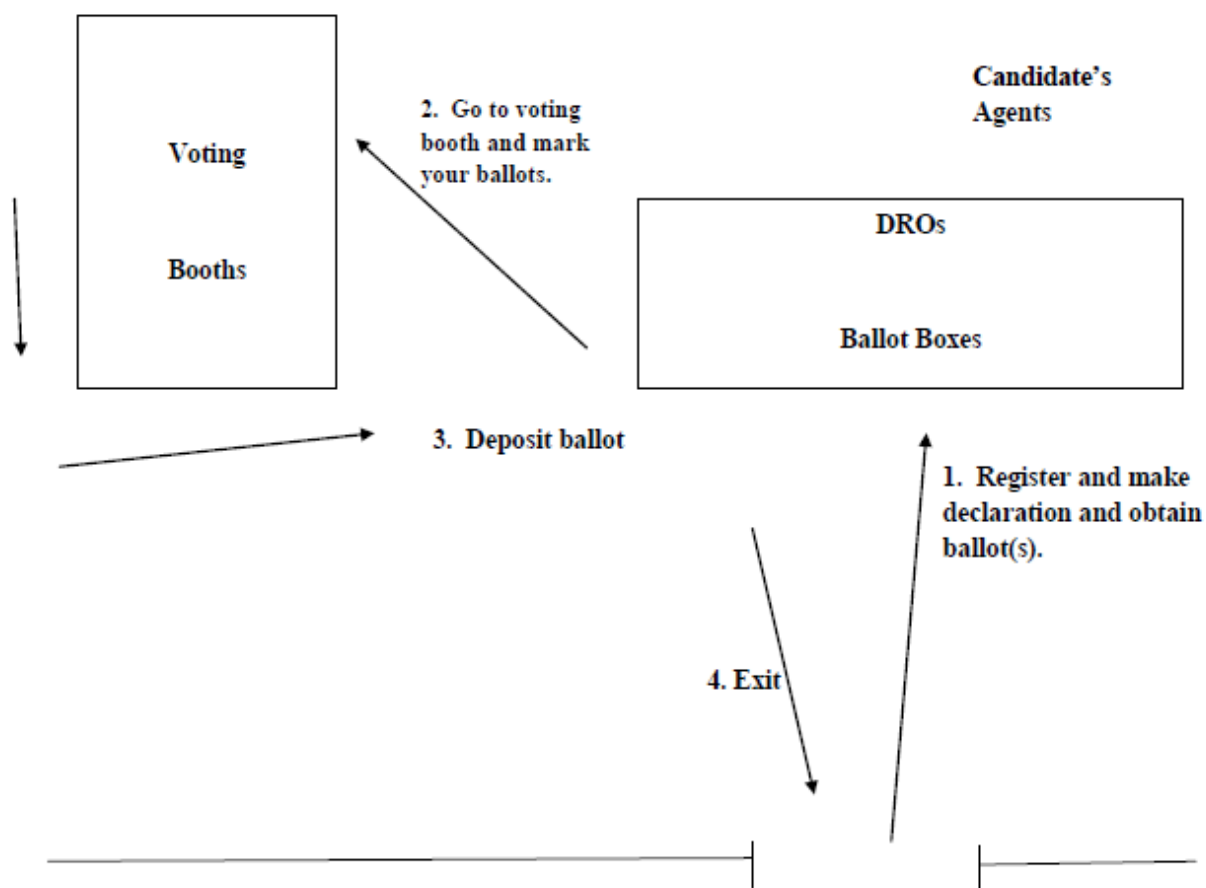 Candidate's
Agents
2.  Go to voting
booth and mark
your ballots.
Voting
Booths
DROs
Ballot Boxes
3.  Deposit ballot
1.  Register and make
declaration and obtain
ballot(s).
4. Exit